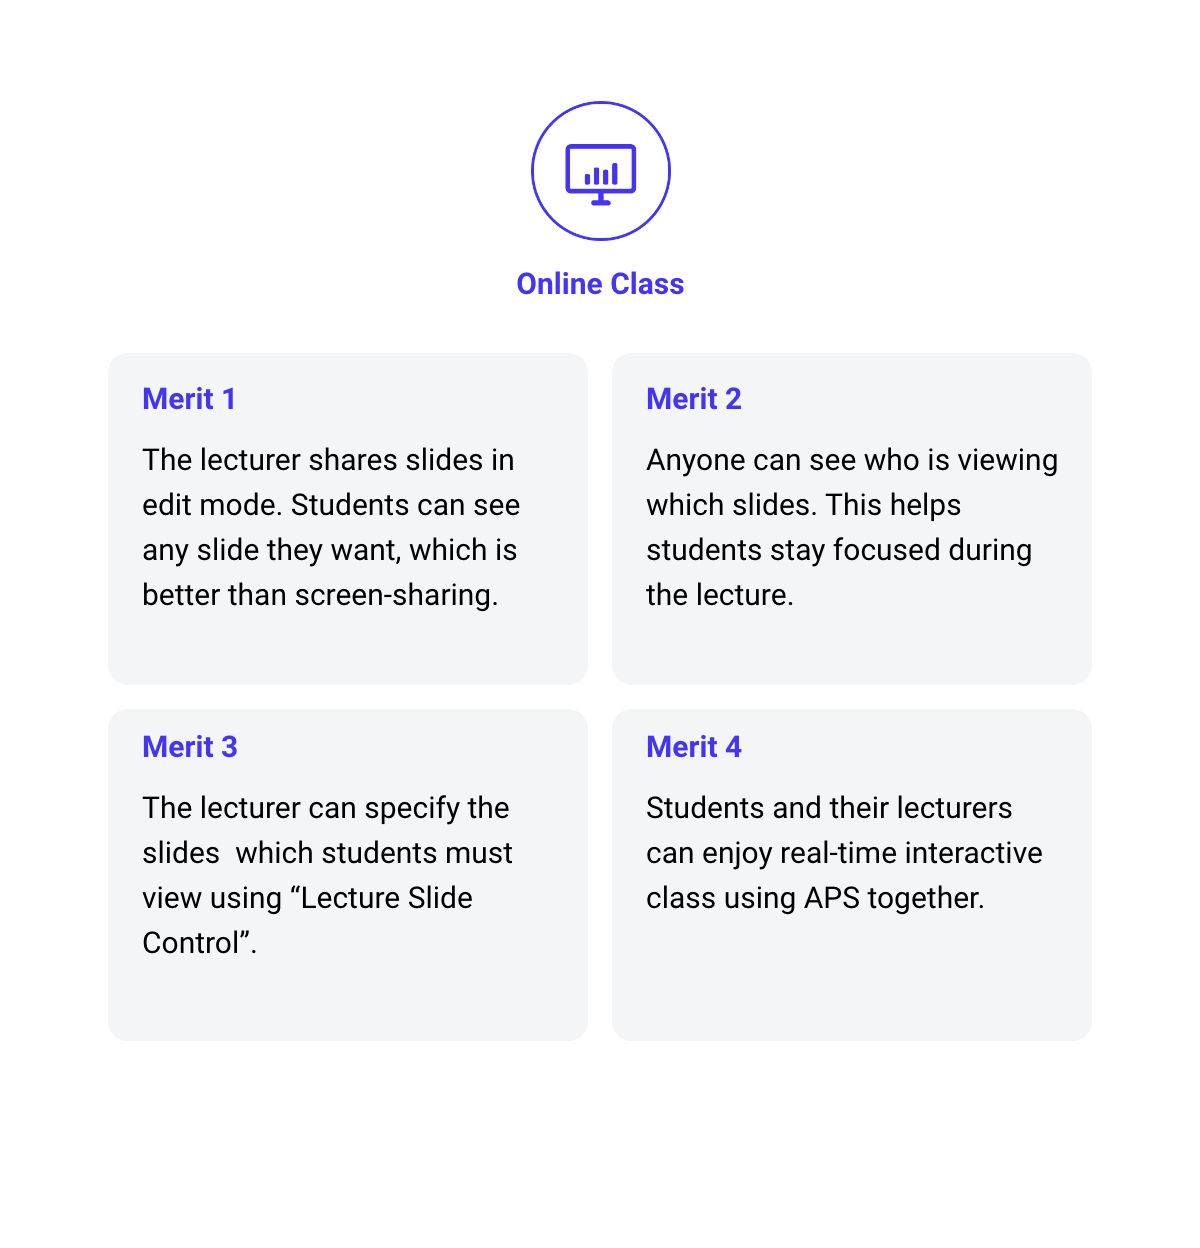 Online Class
Merit 1
The lecturer shares slides in
edit mode. Students can see
any slide they want, which is
better than screen-sharing.
Merit 2
Anyone can see who is viewing
which slides. This helps
students stay focused during
the lecture.
Merit 3
The lecturer can specify the
slides  which students must
view using “Lecture Slide
Control”.
Merit 4
Students and their lecturers
can enjoy real-time interactive
class using APS together.